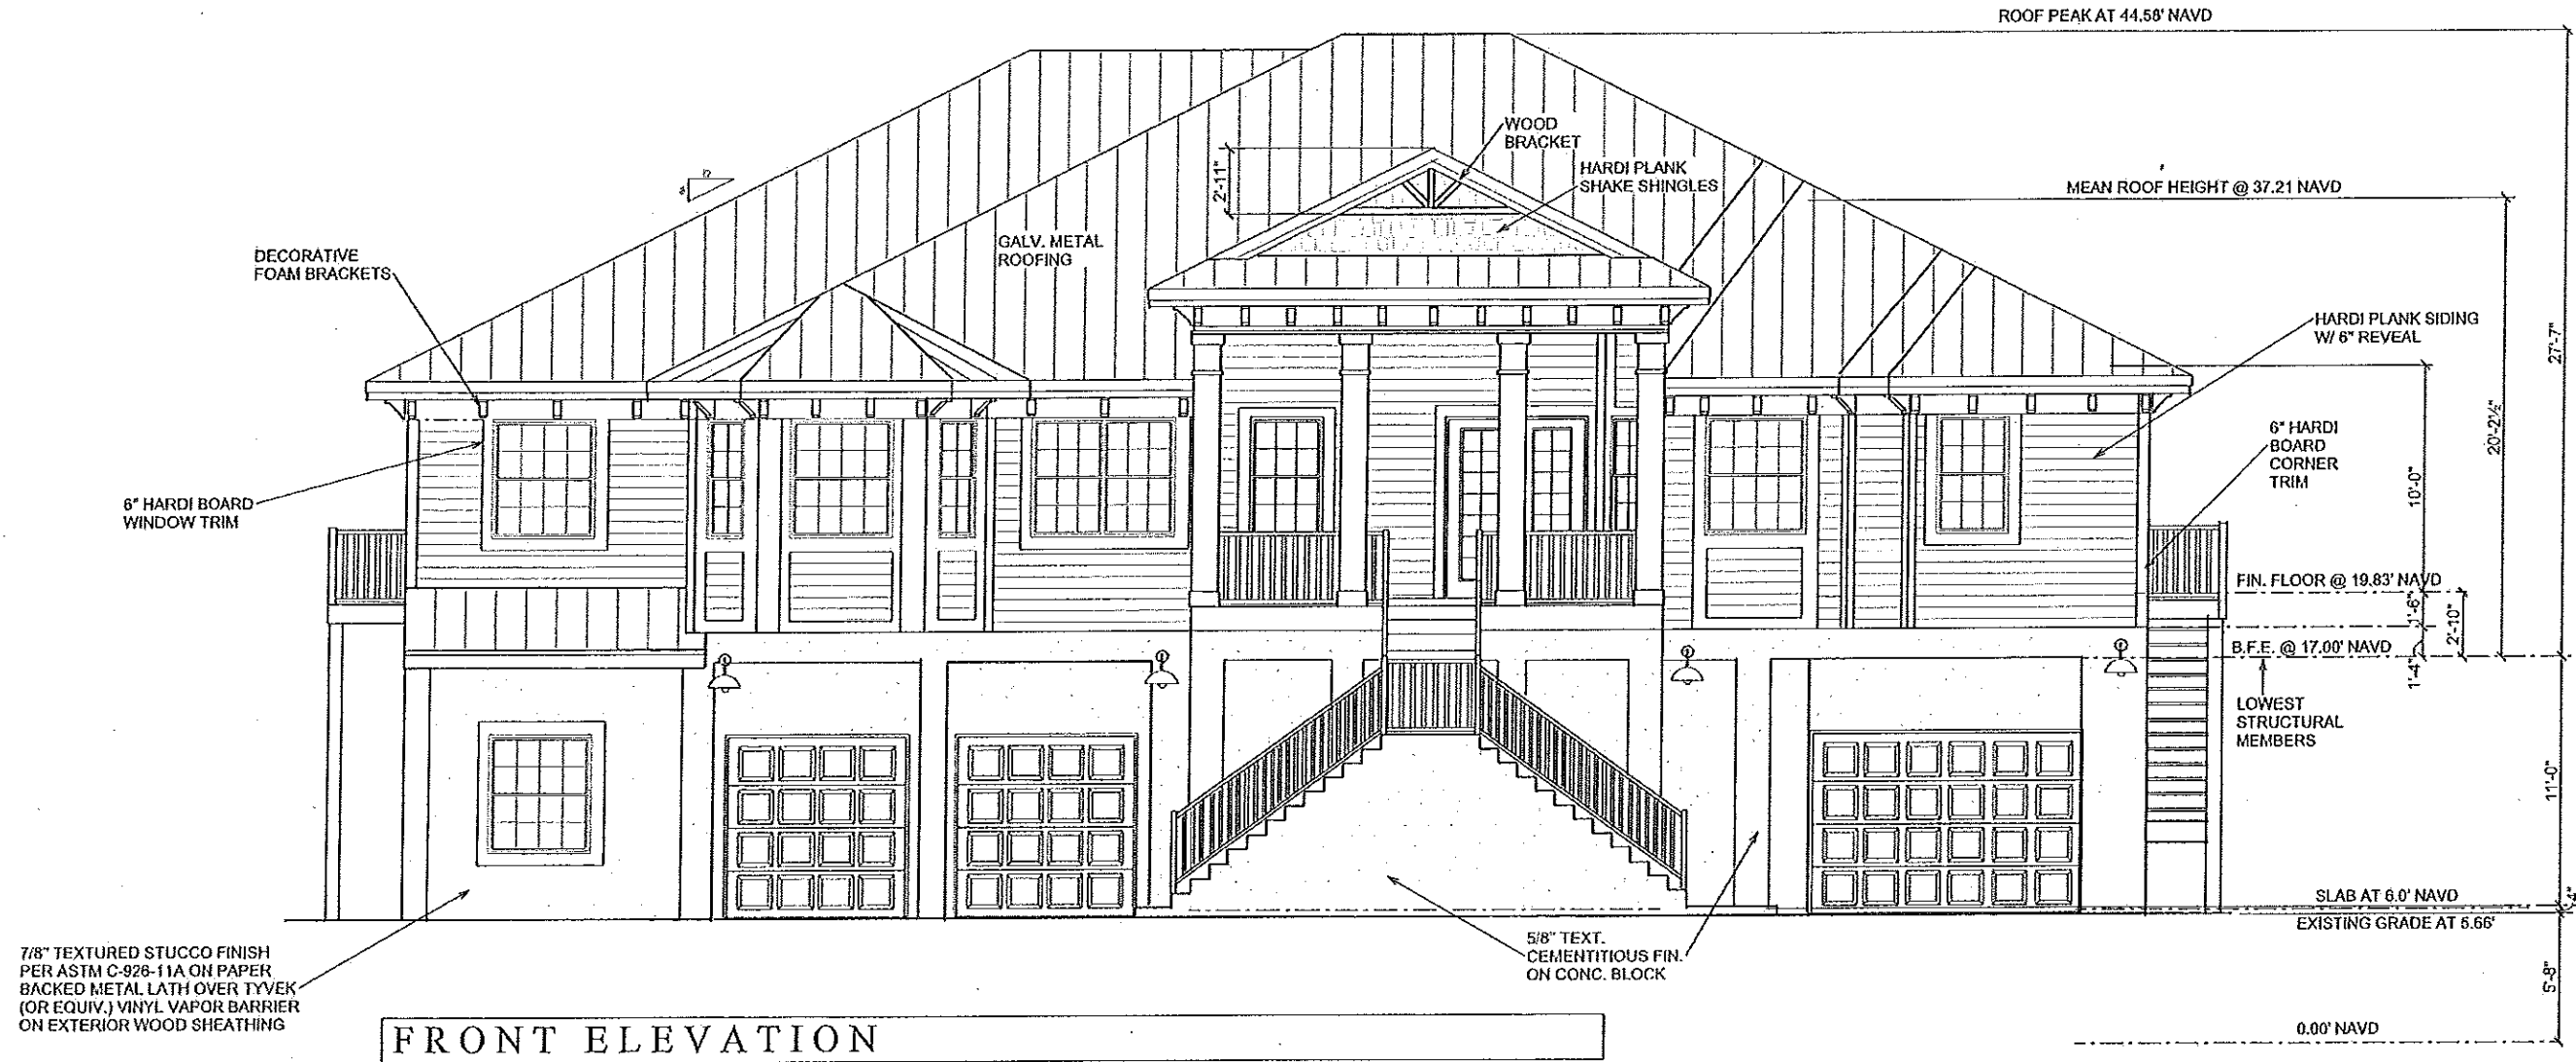 ROOF PEAK AT 44.58' NAVD
WOOD
BRACKET
HARDI PLANK
SHAKE SHINGLES
2'-11"
MEAN ROOF HEIGHT @ 37.21 NAVD
12
DECORATIVE
FOAM BRACKETS
GALV. METAL
ROOFING
HARDI PLANK SIDING
W/ 6" REVEAL
27'-7"
20'-2½"
10'-0"
6" HARDI
BOARD
CORNER
TRIM
6" HARDI BOARD
WINDOW TRIM
FIN. FLOOR @ 19.83' NAVD
1'-6"
2'-10"
B.F.E. @ 17.00' NAVD
1'-4"
LOWEST
STRUCTURAL
MEMBERS
11'-0"
SLAB AT 6.0' NAVD
4"
EXISTING GRADE AT 5.66'
7/8" TEXTURED STUCCO FINISH
PER ASTM C-926-11A ON PAPER
BACKED METAL LATH OVER TYVEK
(OR EQUIV.) VINYL VAPOR BARRIER
ON EXTERIOR WOOD SHEATHING
5/8" TEXT.
CEMENTITIOUS FIN.
ON CONC. BLOCK
5'-8"
0.00' NAVD
FRONT ELEVATION